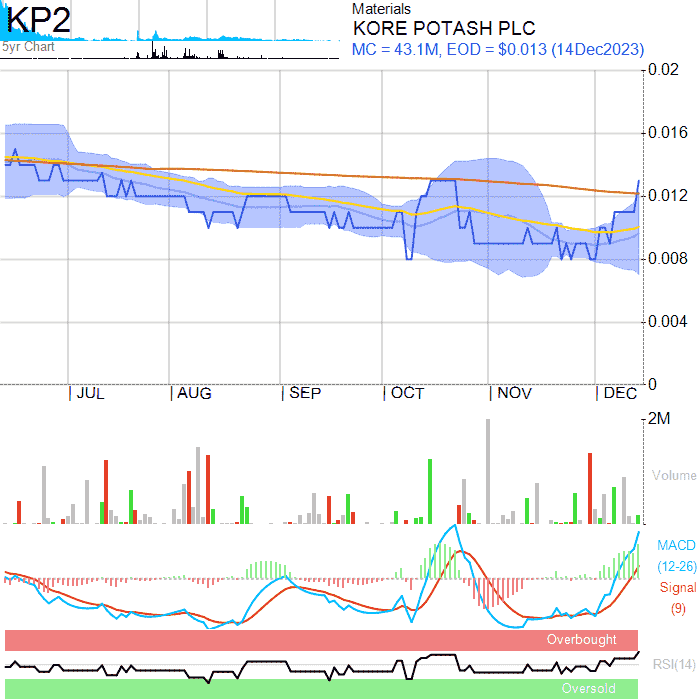 KP2
5yr Chart
Materials
KORE POTASH PLC
MC = 43.1M, EOD = $0.013 (14Dec2023)
0.02
0.016
0.012
0.008
0.004
0
JUL
AUG
SEP
OCT
NOV
DEC
2M
Volume
MACD
(12-26)
Signal
(9)
Overbought
RSI(14)
Oversold